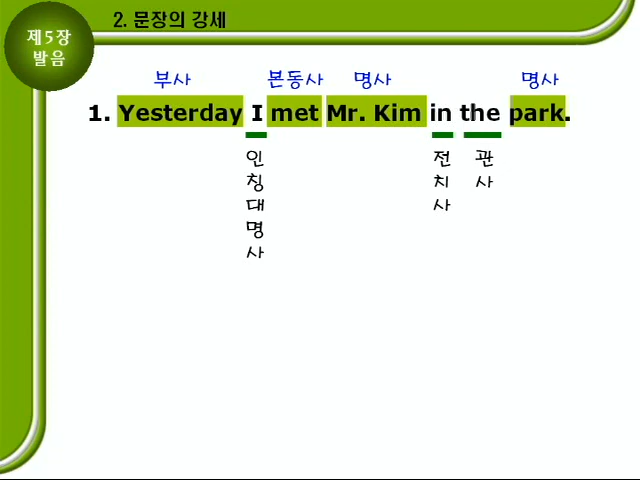 2. 문장의 강세
제5장
발음
부사 본동사 명사 명사
1. Yesterday I met Mr. Kim in the park.
인칭대명사 전치사 관사